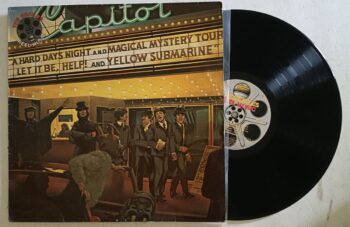 Capitol
A HARD DAYS NIGHT AND MAGICAL MYSTERY TOUR
LET IT BE, HELP! AND YELLOW SUBMARINE"